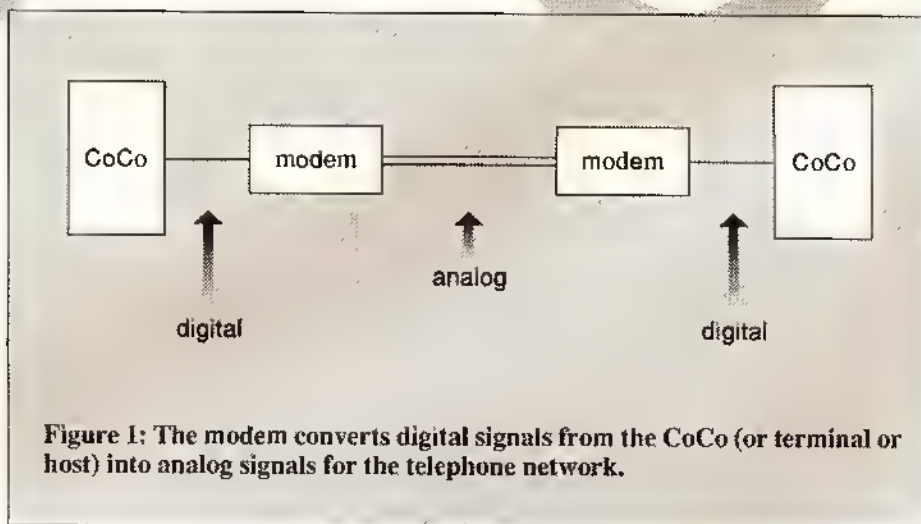 CoCo modem modem CoCo
analog
digital digital
Figure 1: The modem converts digital signals from the CoCo (or terminal or
host) into analog signals for the telephone network.